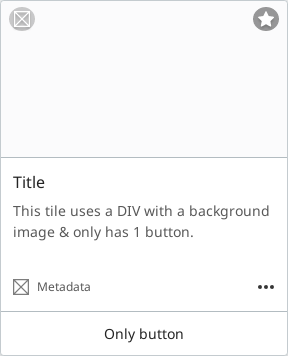 Title
This tile uses a DIV with a background
image & only has 1 button.
Metadata
Only button